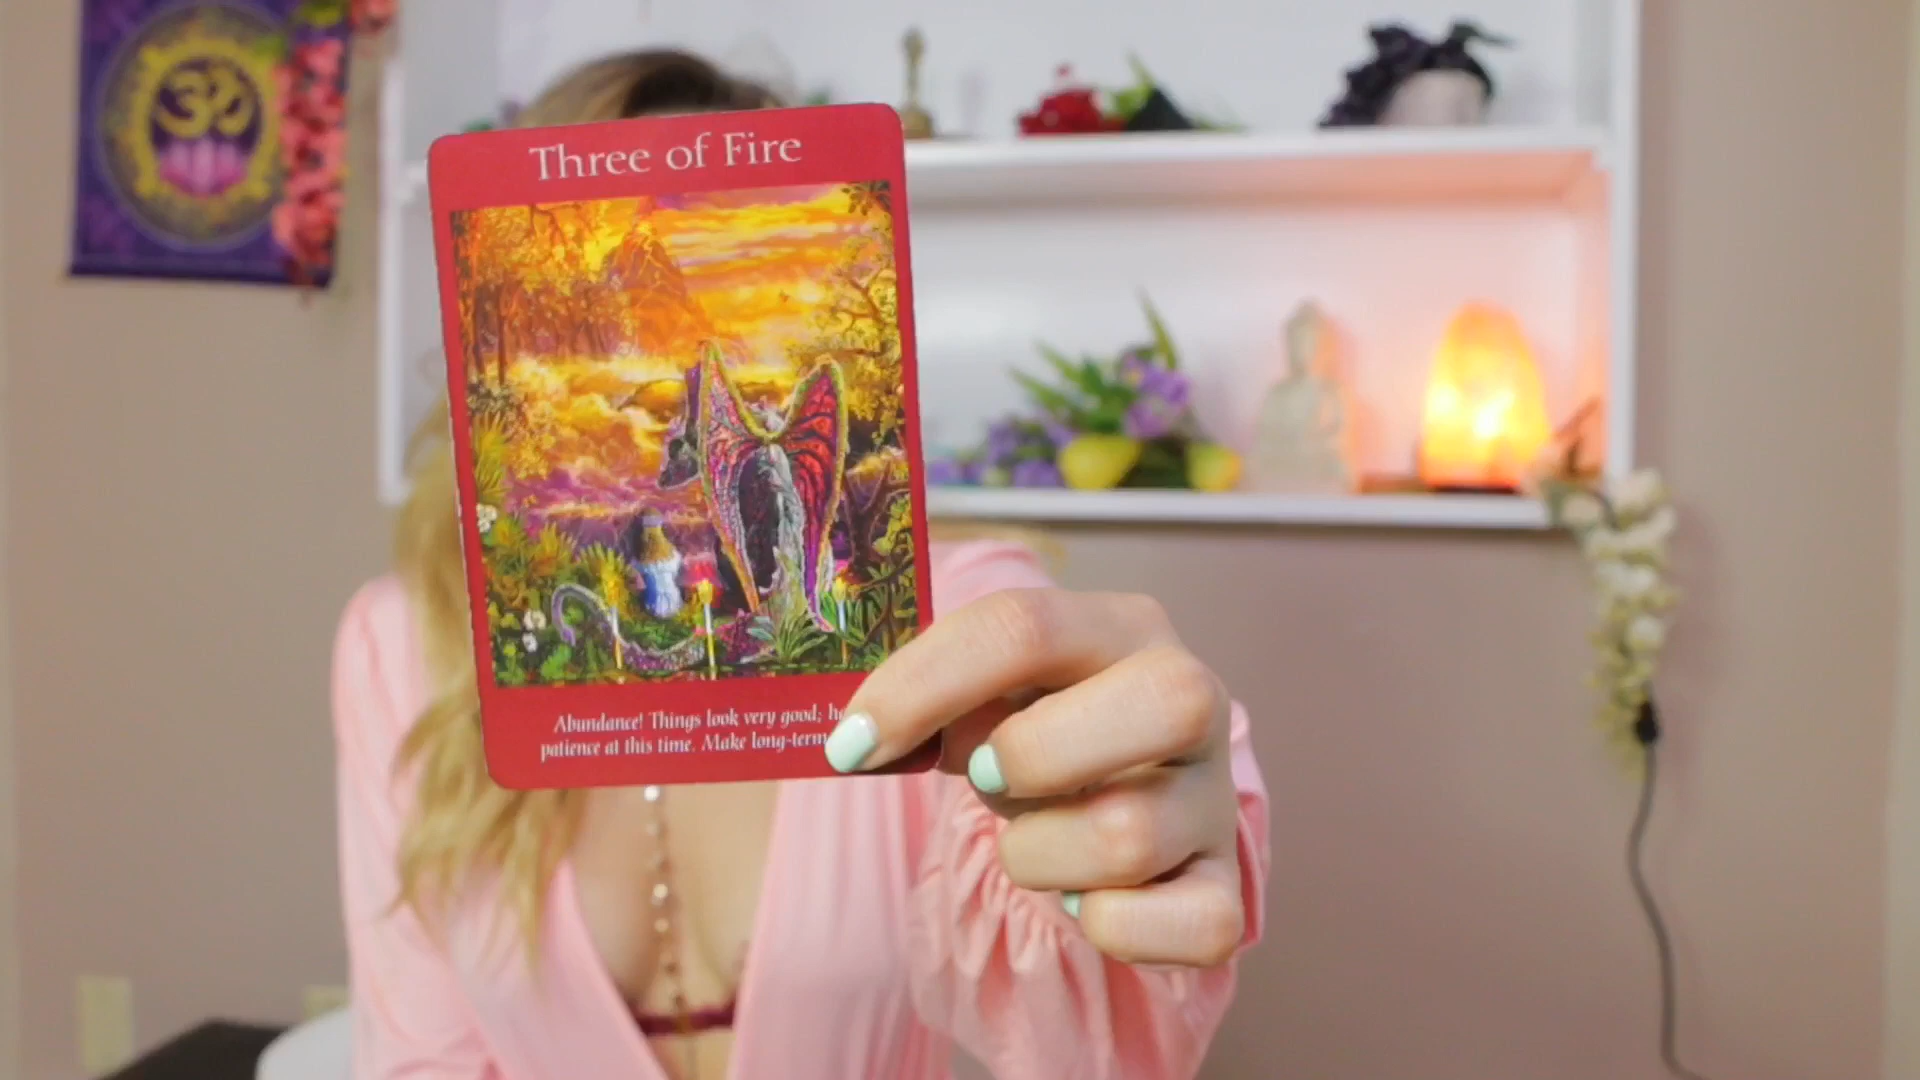 Three of Fire
Abundance! Things look very good;
patience at this time. Make long-term
ॐ